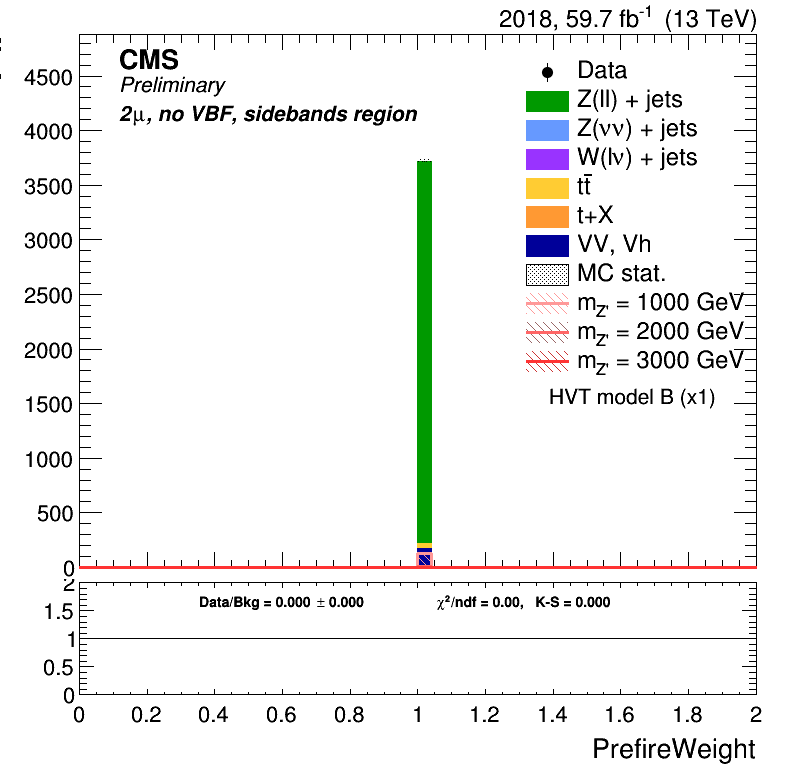 2018, 59.7 fb⁻¹ (13 TeV)
CMS
Preliminary
2μ, no VBF, sidebands region
Data
Z(ll) + jets
Z(νν) + jets
W(lν) + jets
tt̄
t+X
VV, Vh
MC stat.
m_Z' = 1000 GeV
m_Z' = 2000 GeV
m_Z' = 3000 GeV
HVT model B (x1)
4500
4000
3500
3000
2500
2000
1500
1000
500
0
Data/Bkg = 0.000 ± 0.000 χ²/ndf = 0.00, K-S = 0.000
2
1.5
1
0.5
0
0 0.2 0.4 0.6 0.8 1 1.2 1.4 1.6 1.8 2
PrefireWeight